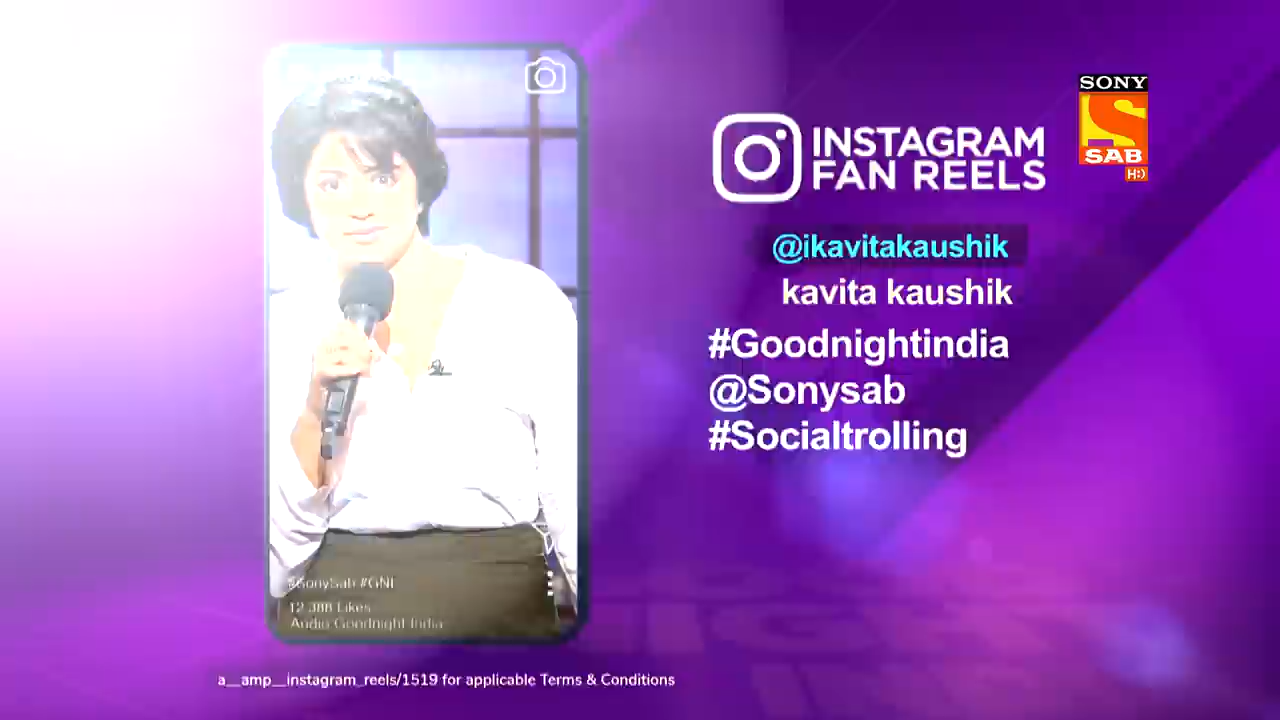 INSTAGRAM
FAN REELS
SONY
SAB
H:)
@ikavitakaushik
kavita kaushik
#Goodnightindia
@Sonysab
#Socialtrolling
#SonySab #GNI
12,388 Likes
Audio Goodnight India
a__amp__instagram_reels/1519 for applicable Terms & Conditions